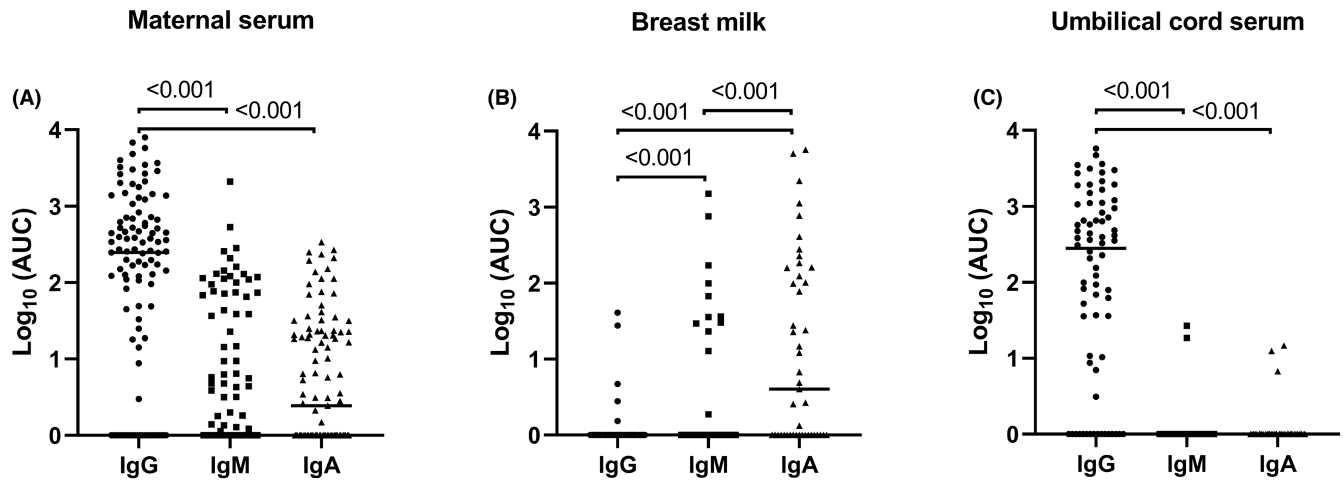 Maternal serum
(A)
<0.001
<0.001
Log10 (AUC)
4
3
2
1
0
IgG IgM IgA
Breast milk
(B)
<0.001
<0.001
<0.001
Log10 (AUC)
4
3
2
1
0
IgG IgM IgA
Umbilical cord serum
(C)
<0.001
<0.001
Log10 (AUC)
4
3
2
1
0
IgG IgM IgA